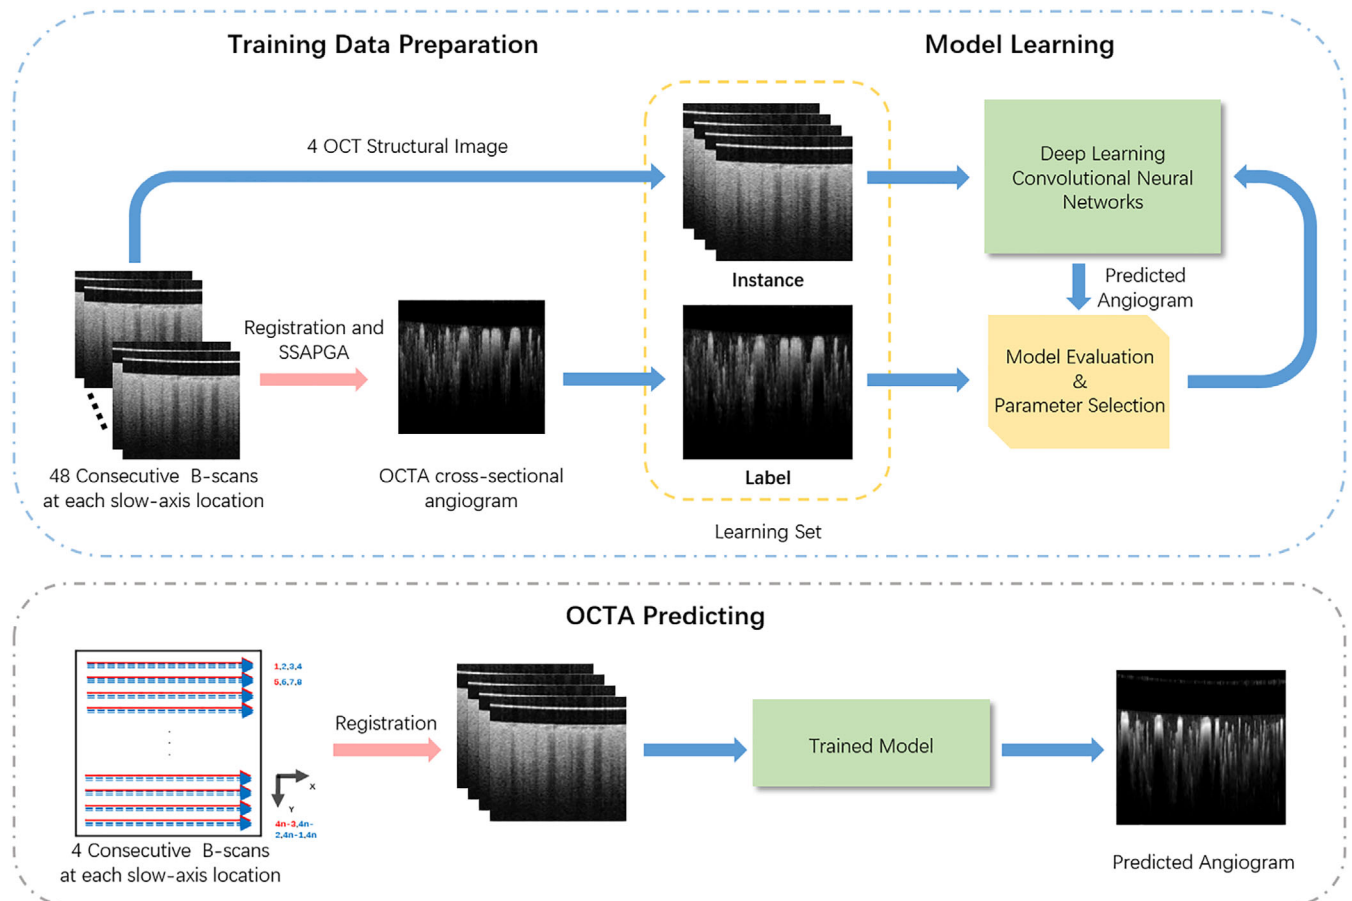 Training Data Preparation
Model Learning
4 OCT Structural Image
Deep Learning
Convolutional Neural
Networks
Instance
Predicted
Angiogram
Registration and
SSAPGA
Model Evaluation
&
Parameter Selection
48 Consecutive B-scans
at each slow-axis location
OCTA cross-sectional
angiogram
Label
Learning Set
OCTA Predicting
1,2,3,4
5,6,7,8
Registration
Trained Model
X
Y
4n-3,4n-
2,4n-1,4n
4 Consecutive B-scans
at each slow-axis location
Predicted Angiogram